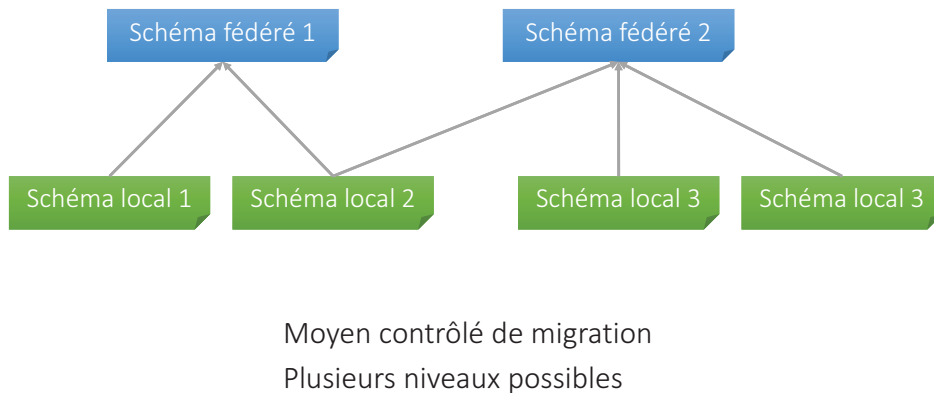 Schéma fédéré 1
Schéma fédéré 2
Schéma local 1
Schéma local 2
Schéma local 3
Schéma local 3
Moyen contrôlé de migration
Plusieurs niveaux possibles